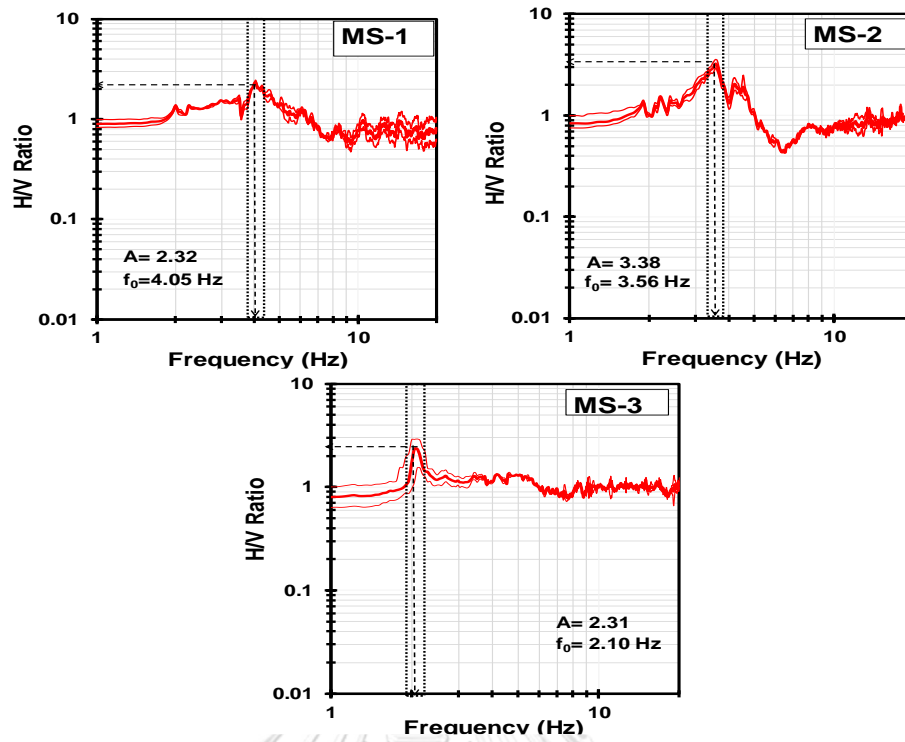 MS-1
10
1
0.1
0.01
H/V Ratio
A= 2.32
f₀=4.05 Hz
1
10
Frequency (Hz)
MS-2
10
1
0.1
0.01
H/V Ratio
A= 3.38
f₀= 3.56 Hz
1
10
Frequency (Hz)
MS-3
10
1
0.1
0.01
H/V Ratio
A= 2.31
f₀= 2.10 Hz
1
10
Frequency (Hz)